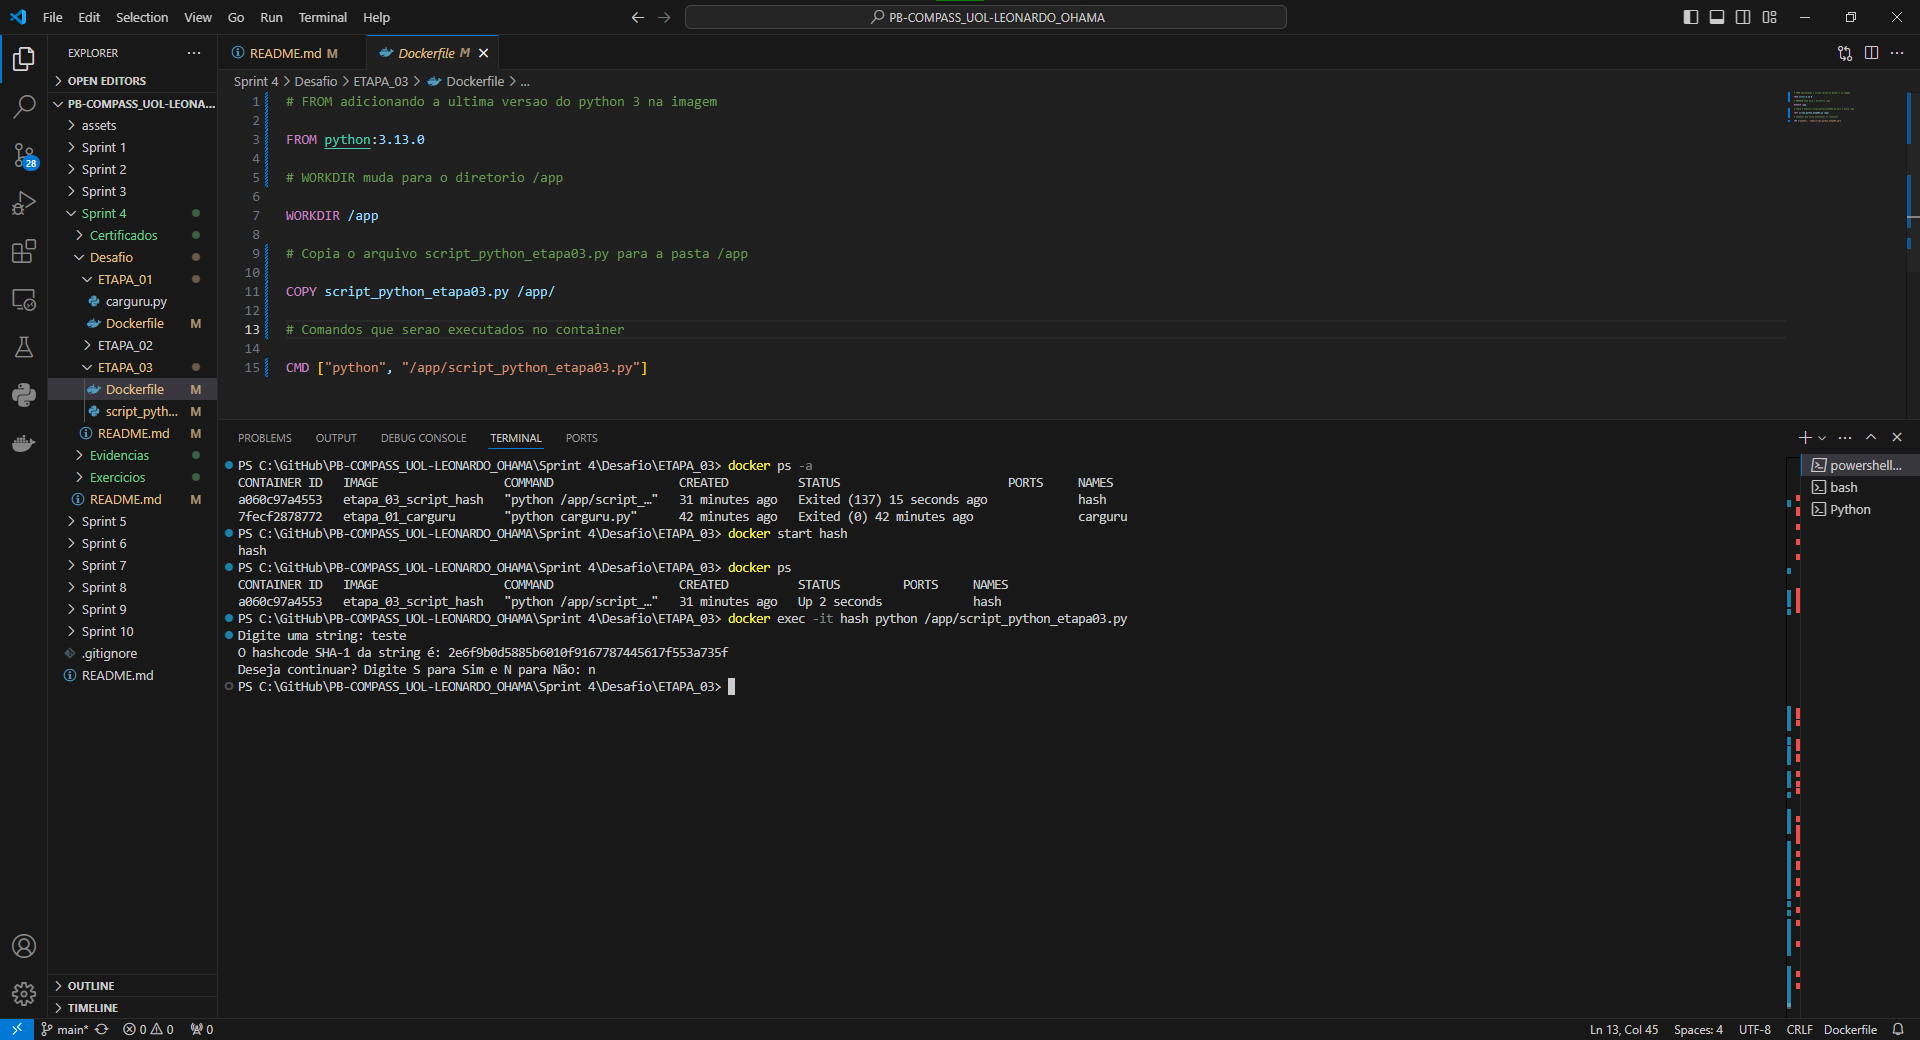 File Edit Selection View Go Run Terminal Help
PB-COMPASS_UOL-LEONARDO_OHAMA
EXPLORER
OPEN EDITORS
PB-COMPASS_UOL-LEONA...
assets
Sprint 1
Sprint 2
Sprint 3
Sprint 4
Certificados
Desafio
ETAPA_01
carguru.py
Dockerfile M
ETAPA_02
ETAPA_03
Dockerfile M
script_pyth... M
README.md M
Evidencias
Exercicios
README.md M
Sprint 5
Sprint 6
Sprint 7
Sprint 8
Sprint 9
Sprint 10
.gitignore
README.md
OUTLINE
TIMELINE
28
README.md M Dockerfile M
Sprint 4 > Desafio > ETAPA_03 > Dockerfile > ...
1 # FROM adicionando a ultima versao do python 3 na imagem
2
3 FROM python:3.13.0
4
5 # WORKDIR muda para o diretorio /app
6
7 WORKDIR /app
8
9 # Copia o arquivo script_python_etapa03.py para a pasta /app
10
11 COPY script_python_etapa03.py /app/
12
13 # Comandos que serao executados no container
14
15 CMD ["python", "/app/script_python_etapa03.py"]
PROBLEMS OUTPUT DEBUG CONSOLE TERMINAL PORTS
PS C:\GitHub\PB-COMPASS_UOL-LEONARDO_OHAMA\Sprint 4\Desafio\ETAPA_03> docker ps -a
CONTAINER ID IMAGE COMMAND CREATED STATUS PORTS NAMES
a060c97a4553 etapa_03_script_hash "python /app/script_…" 31 minutes ago Exited (137) 15 seconds ago hash
7fecf2878772 etapa_01_carguru "python carguru.py" 42 minutes ago Exited (0) 42 minutes ago carguru
PS C:\GitHub\PB-COMPASS_UOL-LEONARDO_OHAMA\Sprint 4\Desafio\ETAPA_03> docker start hash
hash
PS C:\GitHub\PB-COMPASS_UOL-LEONARDO_OHAMA\Sprint 4\Desafio\ETAPA_03> docker ps
CONTAINER ID IMAGE COMMAND CREATED STATUS PORTS NAMES
a060c97a4553 etapa_03_script_hash "python /app/script_…" 31 minutes ago Up 2 seconds hash
PS C:\GitHub\PB-COMPASS_UOL-LEONARDO_OHAMA\Sprint 4\Desafio\ETAPA_03> docker exec -it hash python /app/script_python_etapa03.py
Digite uma string: teste
O hashcode SHA-1 da string é: 2e6f9b0d5885b6010f9167787445617f553a735f
Deseja continuar? Digite S para Sim e N para Não: n
PS C:\GitHub\PB-COMPASS_UOL-LEONARDO_OHAMA\Sprint 4\Desafio\ETAPA_03>
powershell...
bash
Python
main* 0 0 0 Ln 13, Col 45 Spaces: 4 UTF-8 CRLF Dockerfile